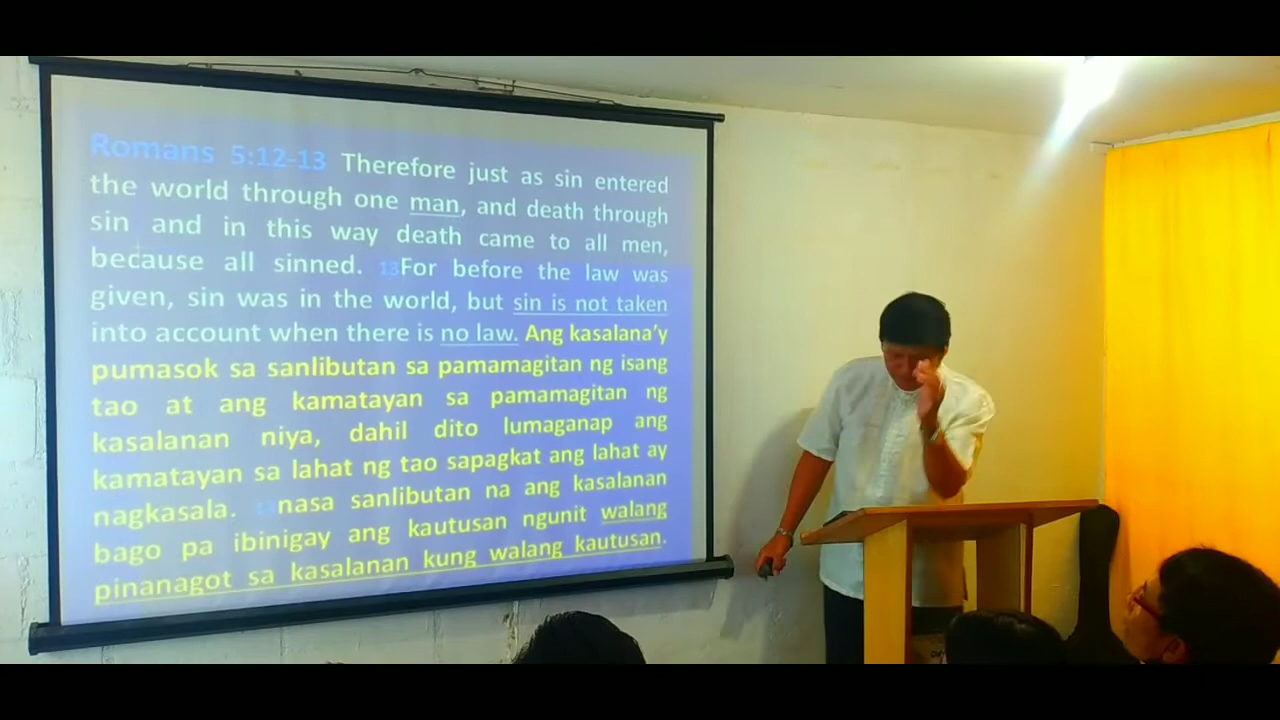 Romans 5:12-13 Therefore just as sin entered
the world through one man, and death through
sin and in this way death came to all men,
because all sinned. 13For before the law was
given, sin was in the world, but sin is not taken
into account when there is no law. Ang kasalana'y
pumasok sa sanlibutan sa pamamagitan ng isang
tao at ang kamatayan sa pamamagitan ng
kasalanan niya, dahil dito lumaganap ang
kamatayan sa lahat ng tao sapagkat ang lahat ay
nagkasala. 13nasa sanlibutan na ang kasalanan
bago pa ibinigay ang kautusan ngunit walang
pinanagot sa kasalanan kung walang kautusan.